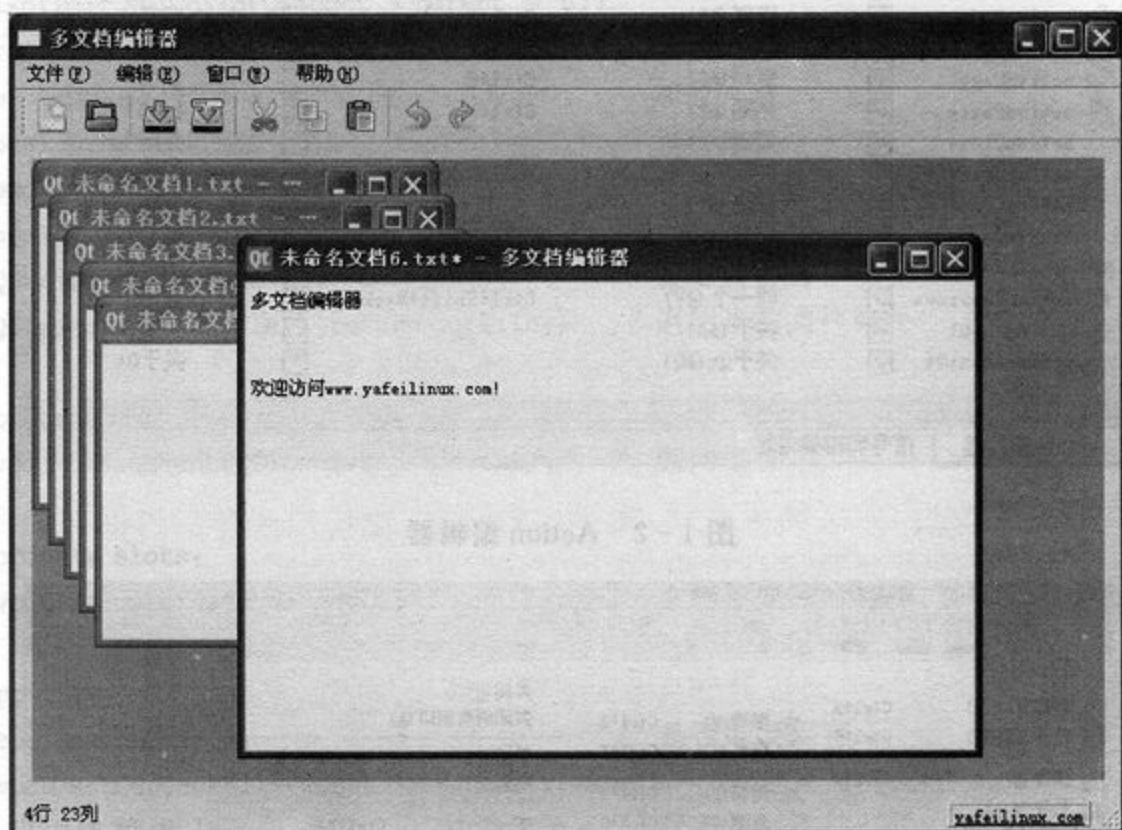 多文档编辑器
文件(F) 编辑(E) 窗口(W) 帮助(H)
Qt 未命名文档1.txt - ...
Qt 未命名文档2.txt - ...
Qt 未命名文档3.
Qt 未命名文档
Qt 未命名文档
Qt 未命名文档6.txt* - 多文档编辑器
多文档编辑器
欢迎访问www.yafeilinux.com!
4行 23列
yafeilinux.com